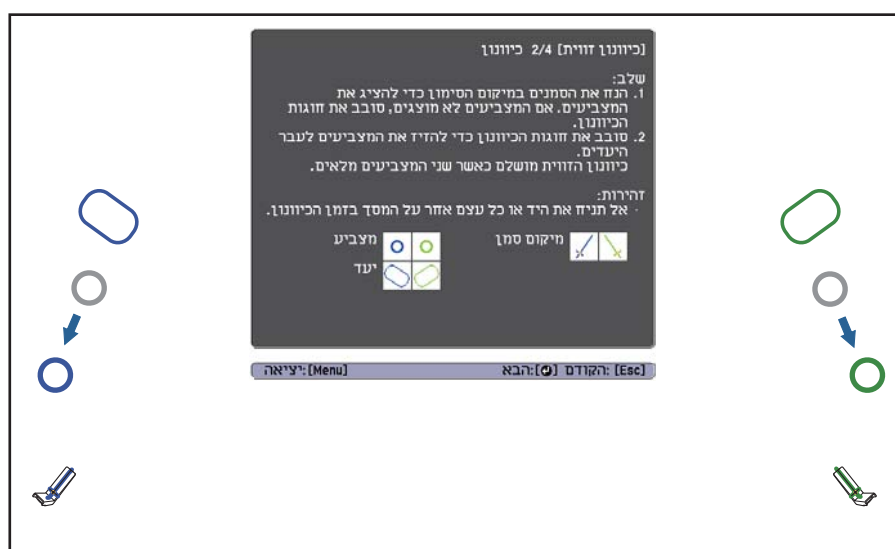 [כיוונון זווית] 2/4 כיוונון
שלב:
1. הנח את הסמנים במיקום הסימון כדי להציג את
המצביעים. אם המצביעים לא מוצגים, סובב את חוגות
הכיוונון.
2. סובב את חוגות הכיוונון כדי להזיז את המצביעים לעבר
היעדים.
כיוונון הזווית מושלם כאשר שני המצביעים מלאים.
זהירות:
· אל תניח את היד או כל עצם אחר על המסך בזמן הכיוונון.
מיקום סמן
מצביע
יעד
[Esc] :הקודם [⏎]:הבא [Menu]:יציאה